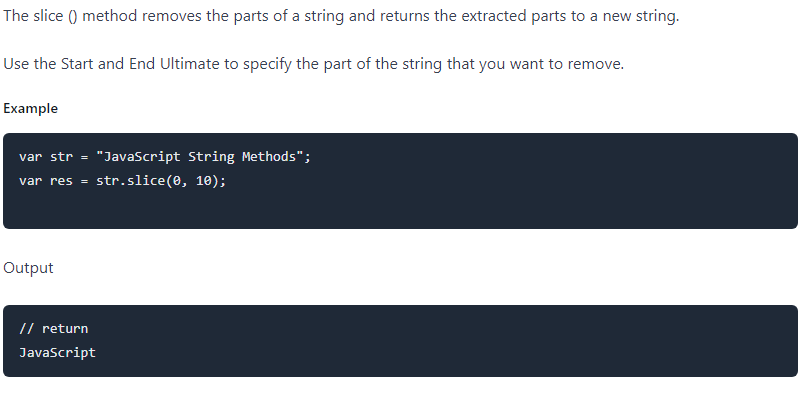 The slice () method removes the parts of a string and returns the extracted parts to a new string.
Use the Start and End Ultimate to specify the part of the string that you want to remove.
Example
var str = "JavaScript String Methods";
var res = str.slice(0, 10);
Output
// return
JavaScript